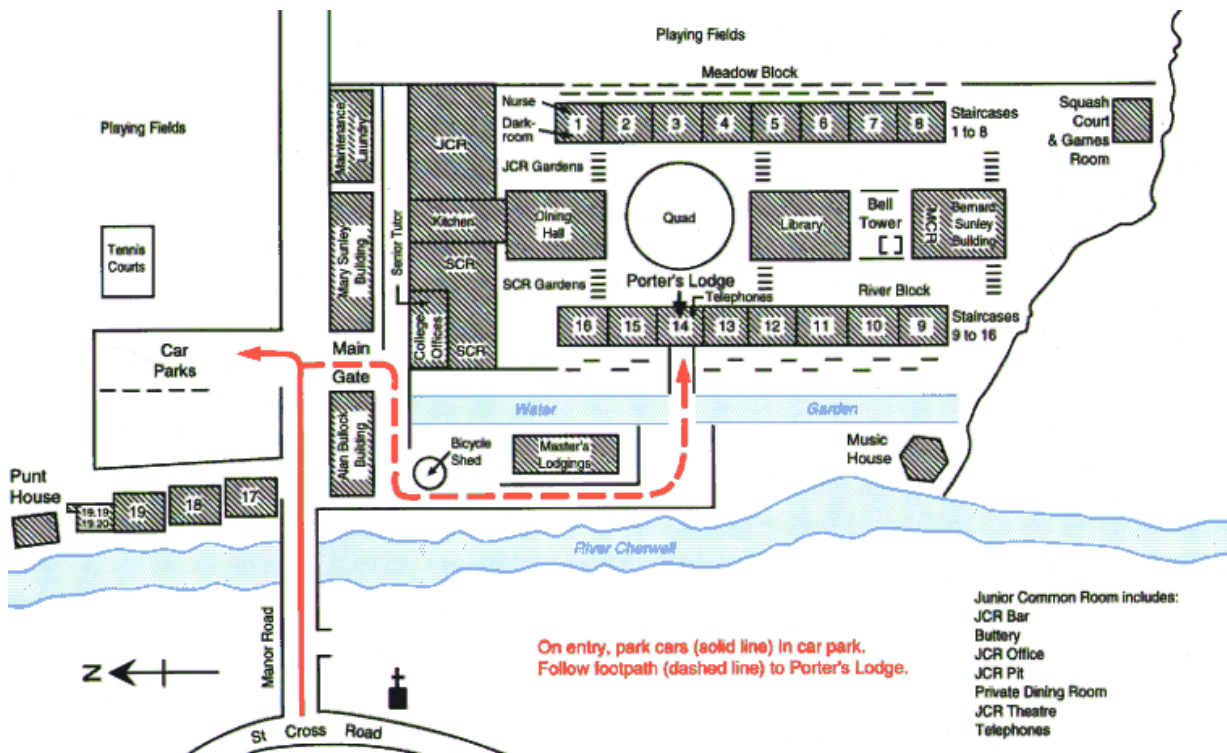 Playing Fields
Meadow Block
Playing Fields
Maintenance
Laundry
JCR
Nurse
Dark-
room
1
2
3
4
5
6
7
8
Staircases
1 to 8
Squash
Court
& Games
Room
JCR Gardens
Mary Sunley
Building
Senior Tutor
Kitchen
Dining
Hall
Quad
Library
Bell
Tower
MCR
Bernard
Sunley
Building
Tennis
Courts
SCR
SCR Gardens
Porter's Lodge
Telephones
River Block
College
Offices
SCR
16
15
14
13
12
11
10
9
Staircases
9 to 16
Car
Parks
Main
Gate
Water
Garden
Alan Bullock
Building
Bicycle
Shed
Master's
Lodgings
Music
House
Punt
House
19.19
19.20
19
18
17
River Cherwell
Manor Road
N
On entry, park cars (solid line) in car park.
Follow footpath (dashed line) to Porter's Lodge.
St Cross Road
Junior Common Room includes:
JCR Bar
Buttery
JCR Office
JCR Pit
Private Dining Room
JCR Theatre
Telephones